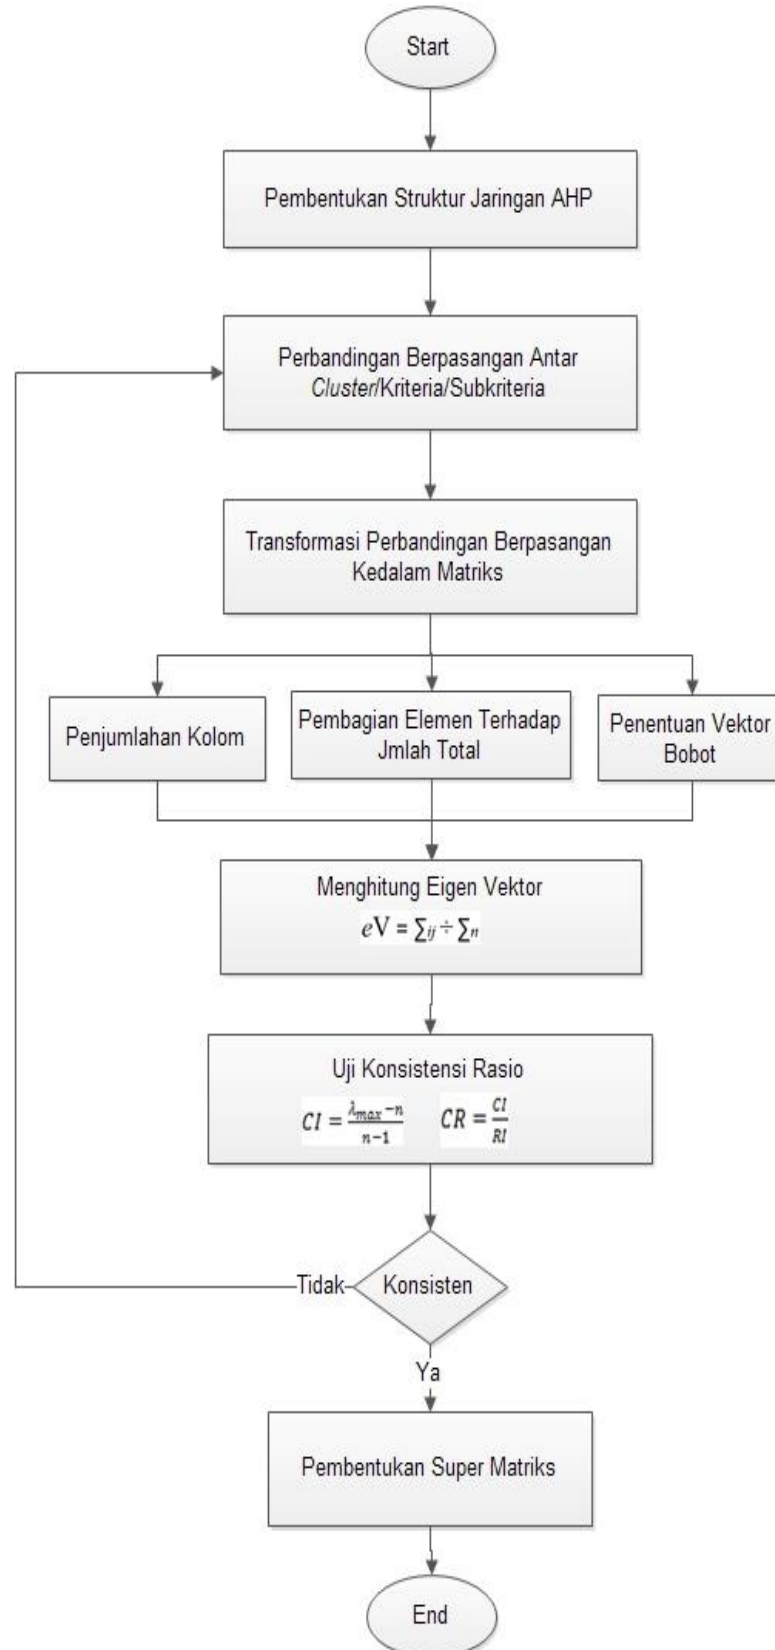 Start
Pembentukan Struktur Jaringan AHP
Perbandingan Berpasangan Antar
Cluster/Kriteria/Subkriteria
Transformasi Perbandingan Berpasangan
Kedalam Matriks
Penjumlahan Kolom
Pembagian Elemen Terhadap
Jmlah Total
Penentuan Vektor
Bobot
Menghitung Eigen Vektor
eV = ∑ij ÷ ∑n
Uji Konsistensi Rasio
CI = (λmax − n)/(n−1) CR = CI/RI
Tidak
Konsisten
Ya
Pembentukan Super Matriks
End